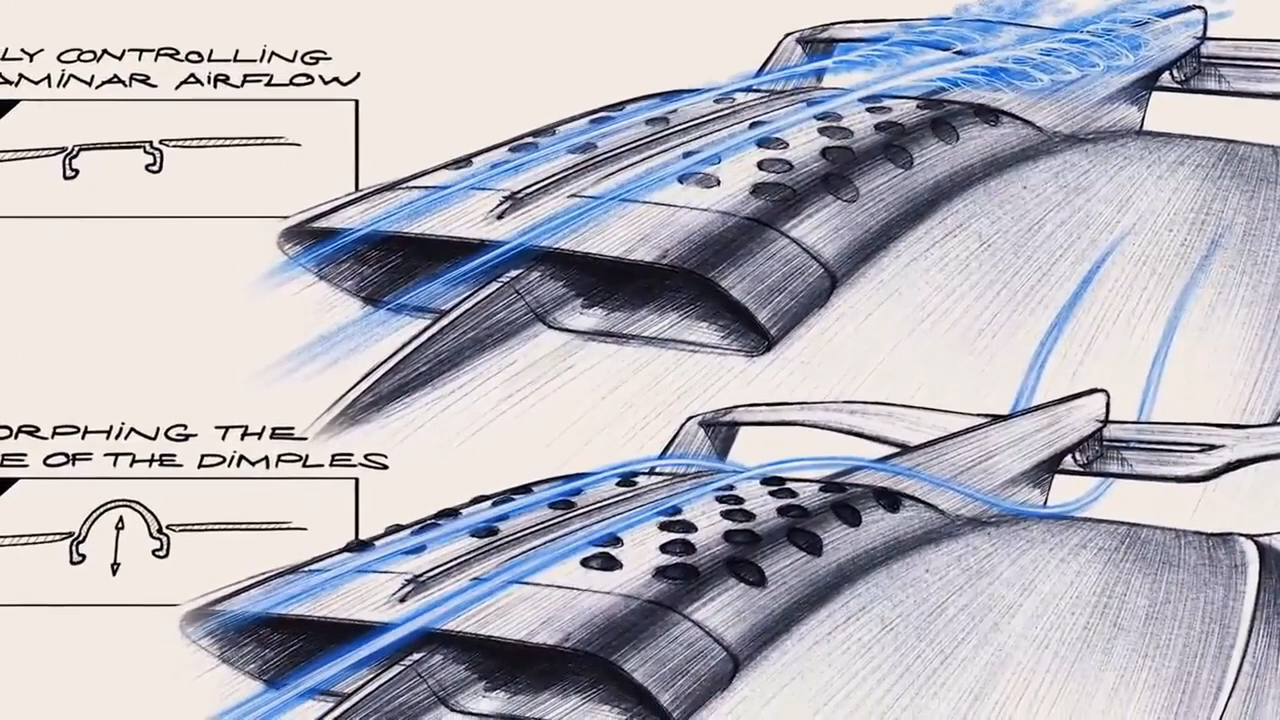 LY CONTROLLING
AMINAR AIRFLOW
ORPHING THE
E OF THE DIMPLES